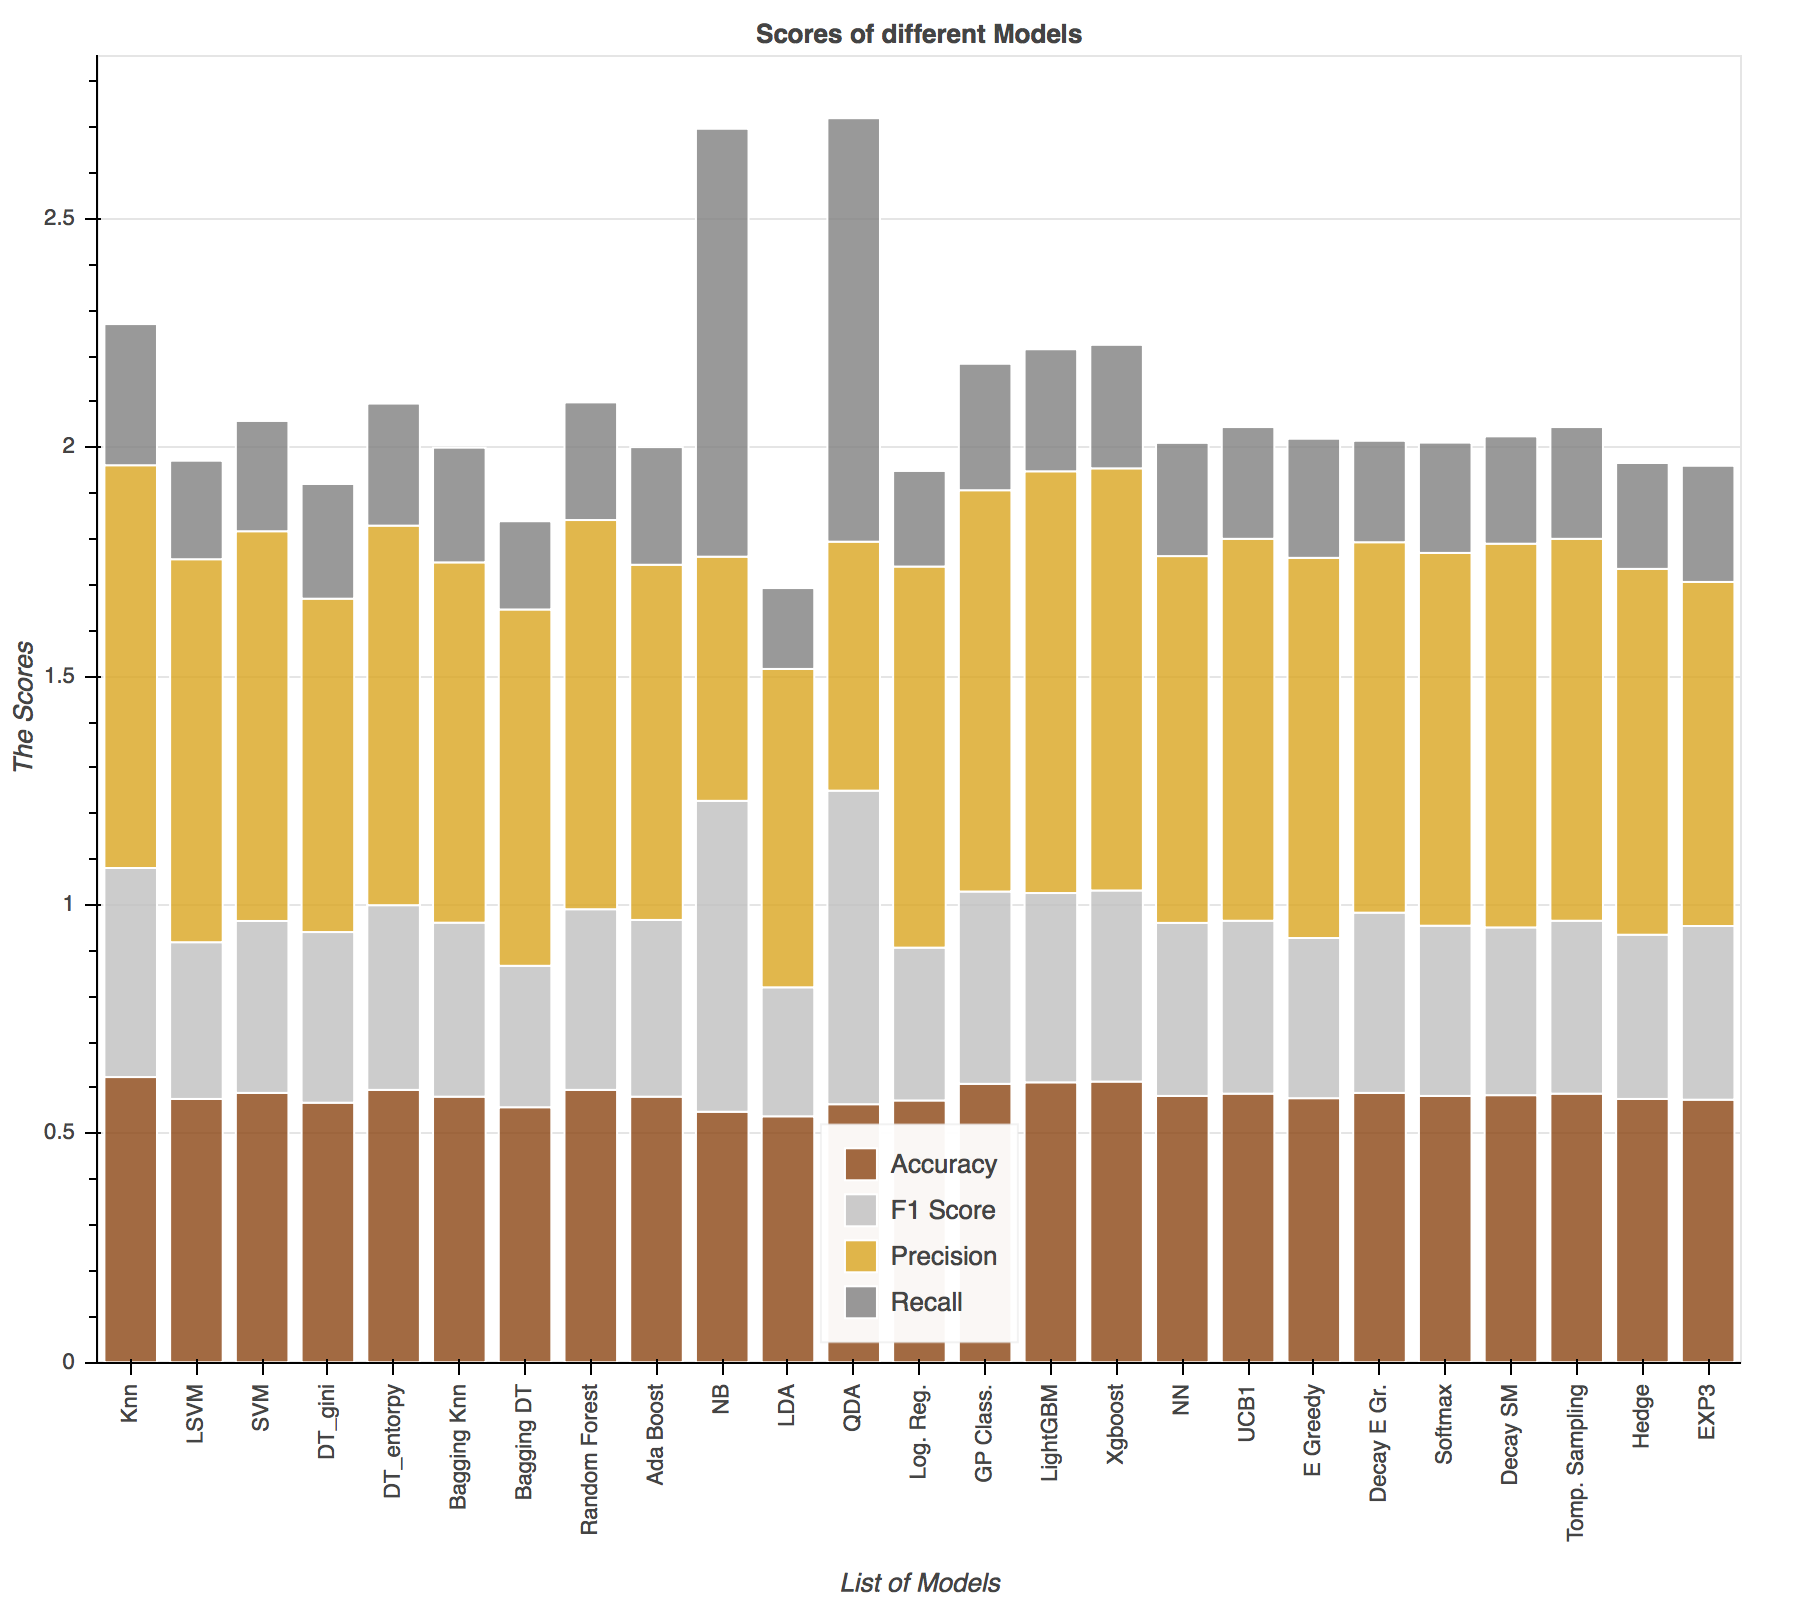 Scores of different Models
The Scores
2.5
2
1.5
1
0.5
0
Accuracy
F1 Score
Precision
Recall
Knn
LSVM
SVM
DT_gini
DT_entorpy
Bagging Knn
Bagging DT
Random Forest
Ada Boost
NB
LDA
QDA
Log. Reg.
GP Class.
LightGBM
Xgboost
NN
UCB1
E Greedy
Decay E Gr.
Softmax
Decay SM
Tomp. Sampling
Hedge
EXP3
List of Models